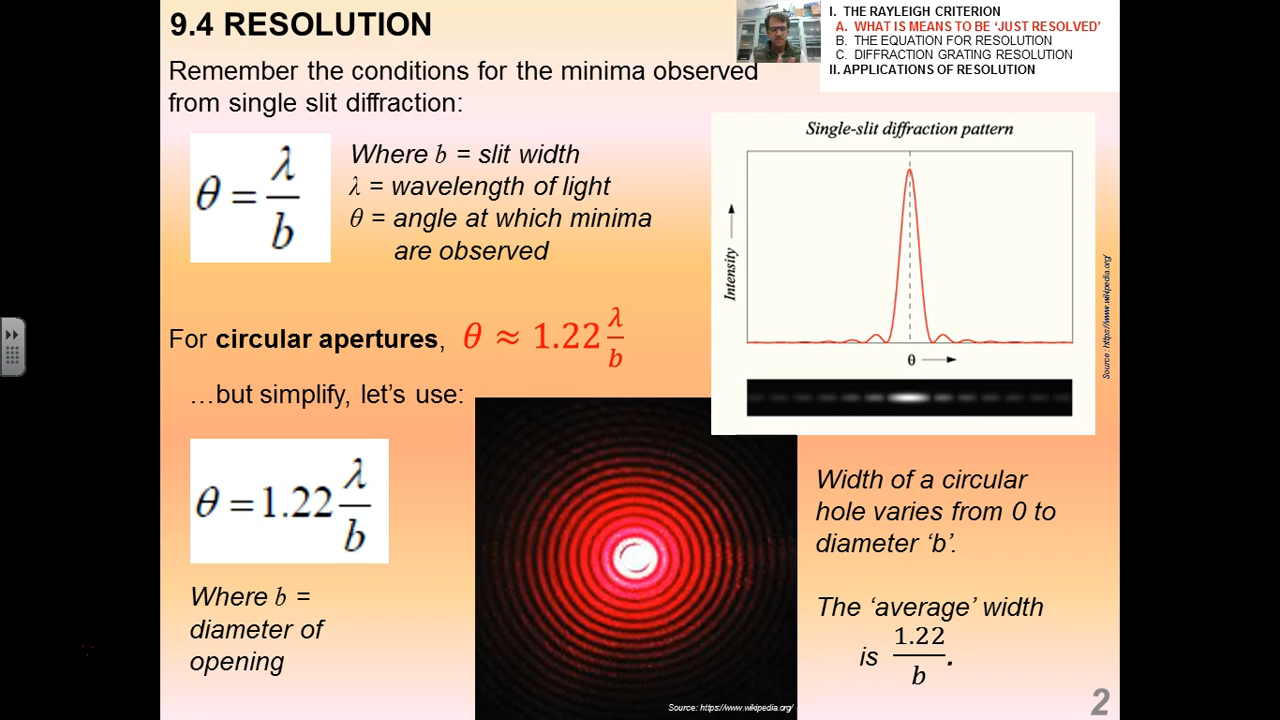 9.4 RESOLUTION
I. THE RAYLEIGH CRITERION
A. WHAT IS MEANS TO BE ‘JUST RESOLVED’
B. THE EQUATION FOR RESOLUTION
C. DIFFRACTION GRATING RESOLUTION
II. APPLICATIONS OF RESOLUTION
Remember the conditions for the minima observed
from single slit diffraction:
θ = λ/b
Where b = slit width
λ = wavelength of light
θ = angle at which minima
are observed
Single-slit diffraction pattern
Intensity
θ
Source: https://www.wikipedia.org/
For circular apertures, θ ≈ 1.22 λ/b
…but simplify, let’s use:
θ = 1.22 λ/b
Where b =
diameter of
opening
Source: https://www.wikipedia.org/
Width of a circular
hole varies from 0 to
diameter ‘b’.
The ‘average’ width
is 1.22/b.
2